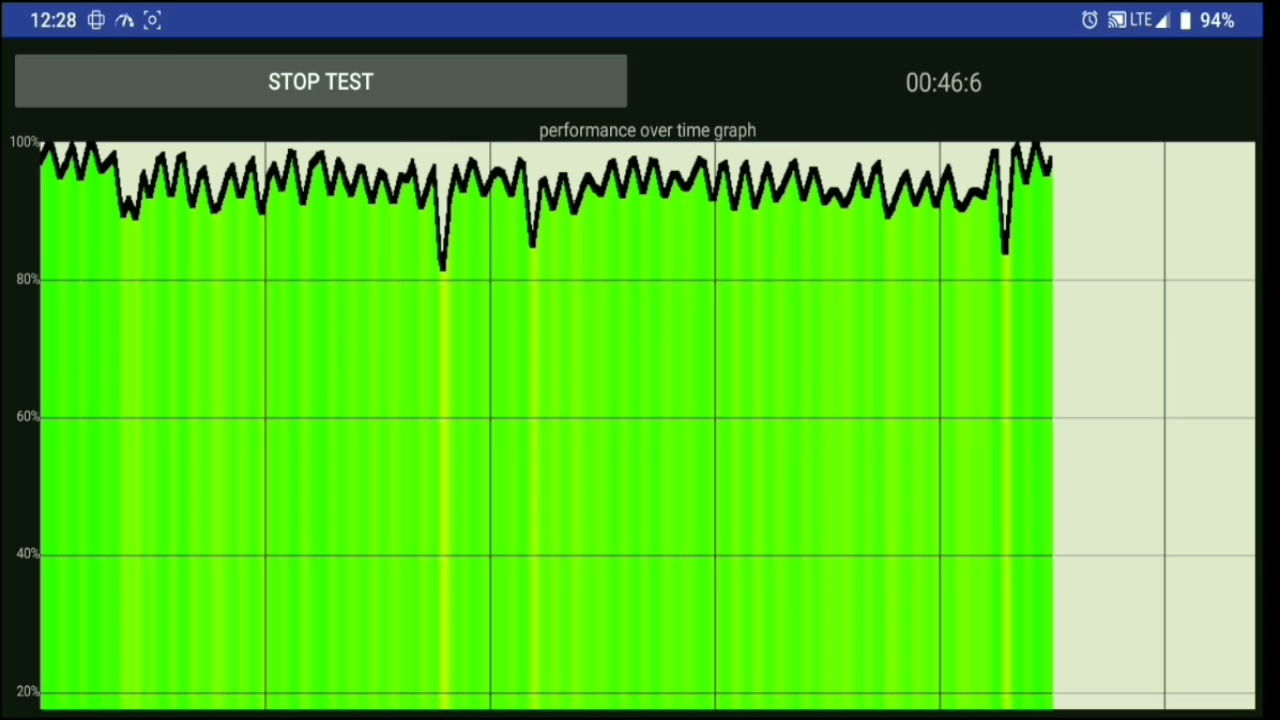 12:28 LTE 94%
STOP TEST 00:46:6
performance over time graph
100%
80%
60%
40%
20%